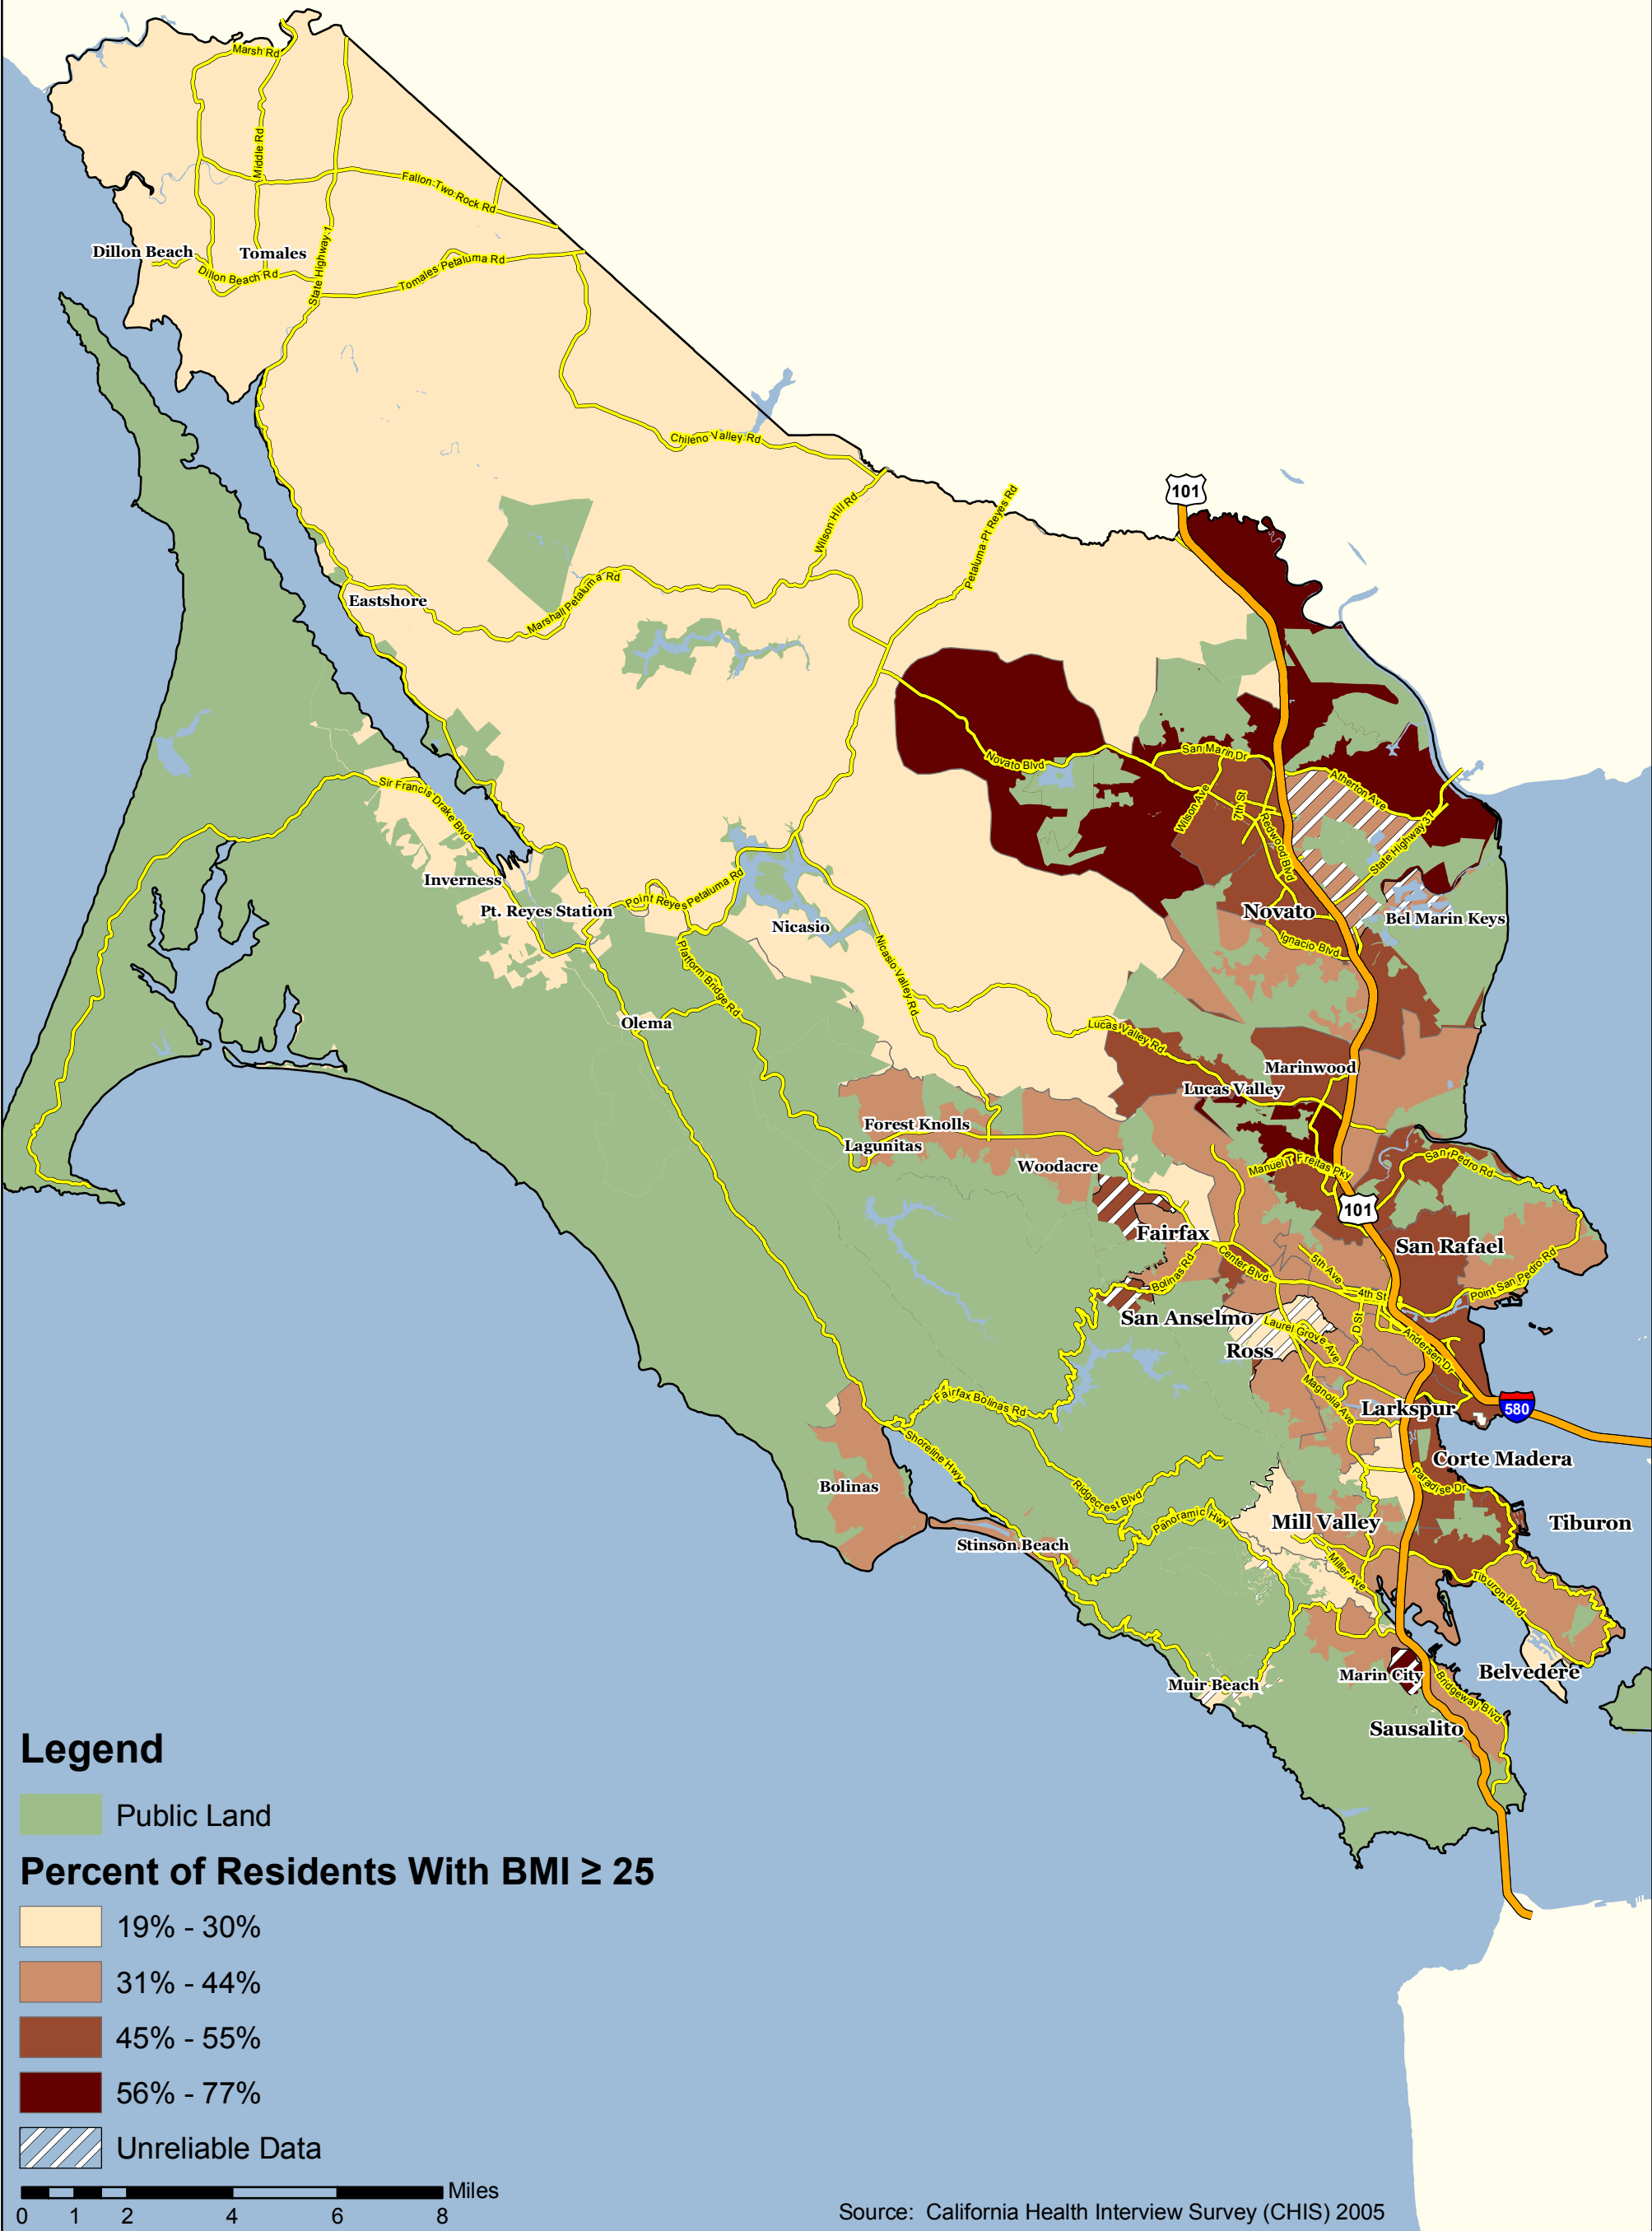 Marsh Rd
Middle Rd
Fallon Two Rock Rd
Dillon Beach
Tomales
State Highway 1
Dillon Beach Rd
Tomales Petaluma Rd
Chileno Valley Rd
101
Wilson Hill Rd
Petaluma Pt Reyes Rd
Marshall Petaluma Rd
Eastshore
Novato Blvd
San Marin Dr
Atherton Ave
Wilson Ave
7th St
Redwood Blvd
State Highway 37
Sir Francis Drake Blvd
Inverness
Pt. Reyes Station
Point Reyes Petaluma Rd
Nicasio
Novato
Bel Marin Keys
Ignacio Blvd
Platform Bridge Rd
Nicasio Valley Rd
Olema
Lucas Valley Rd
Marinwood
Lucas Valley
Forest Knolls
Lagunitas
Woodacre
Manuel T Freitas Pky
San Pedro Rd
101
Fairfax
San Rafael
Center Blvd
Bolinas Rd
5th Ave
4th St
Point San Pedro Rd
San Anselmo
Laurel Grove Ave
D St
Andersen Dr
Ross
Magnolia Ave
Fairfax Bolinas Rd
Larkspur
580
Shoreline Hwy
Corte Madera
Bolinas
Ridgecrest Blvd
Paradise Dr
Panoramic Hwy
Mill Valley
Tiburon
Stinson Beach
Miller Ave
Tiburon Blvd
Marin City
Belvedere
Muir Beach
Bridgeway Blvd
Sausalito
Legend
Public Land
Percent of Residents With BMI ≥ 25
19% - 30%
31% - 44%
45% - 55%
56% - 77%
Unreliable Data
Miles
0 1 2 4 6 8
Source: California Health Interview Survey (CHIS) 2005